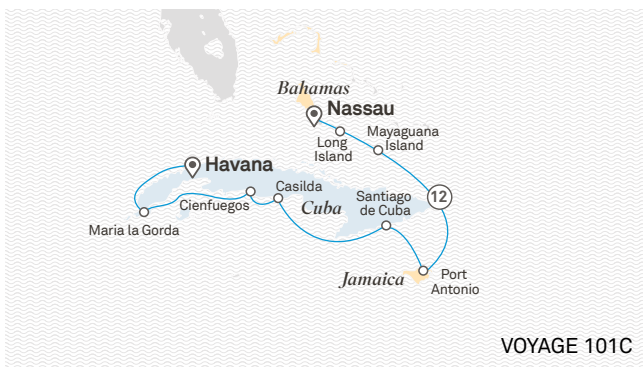 Bahamas
Nassau
Long
Island
Mayaguana
Island
Havana
Casilda
Cienfuegos
Cuba
Santiago
de Cuba
12
Maria la Gorda
Jamaica
Port
Antonio
VOYAGE 101C